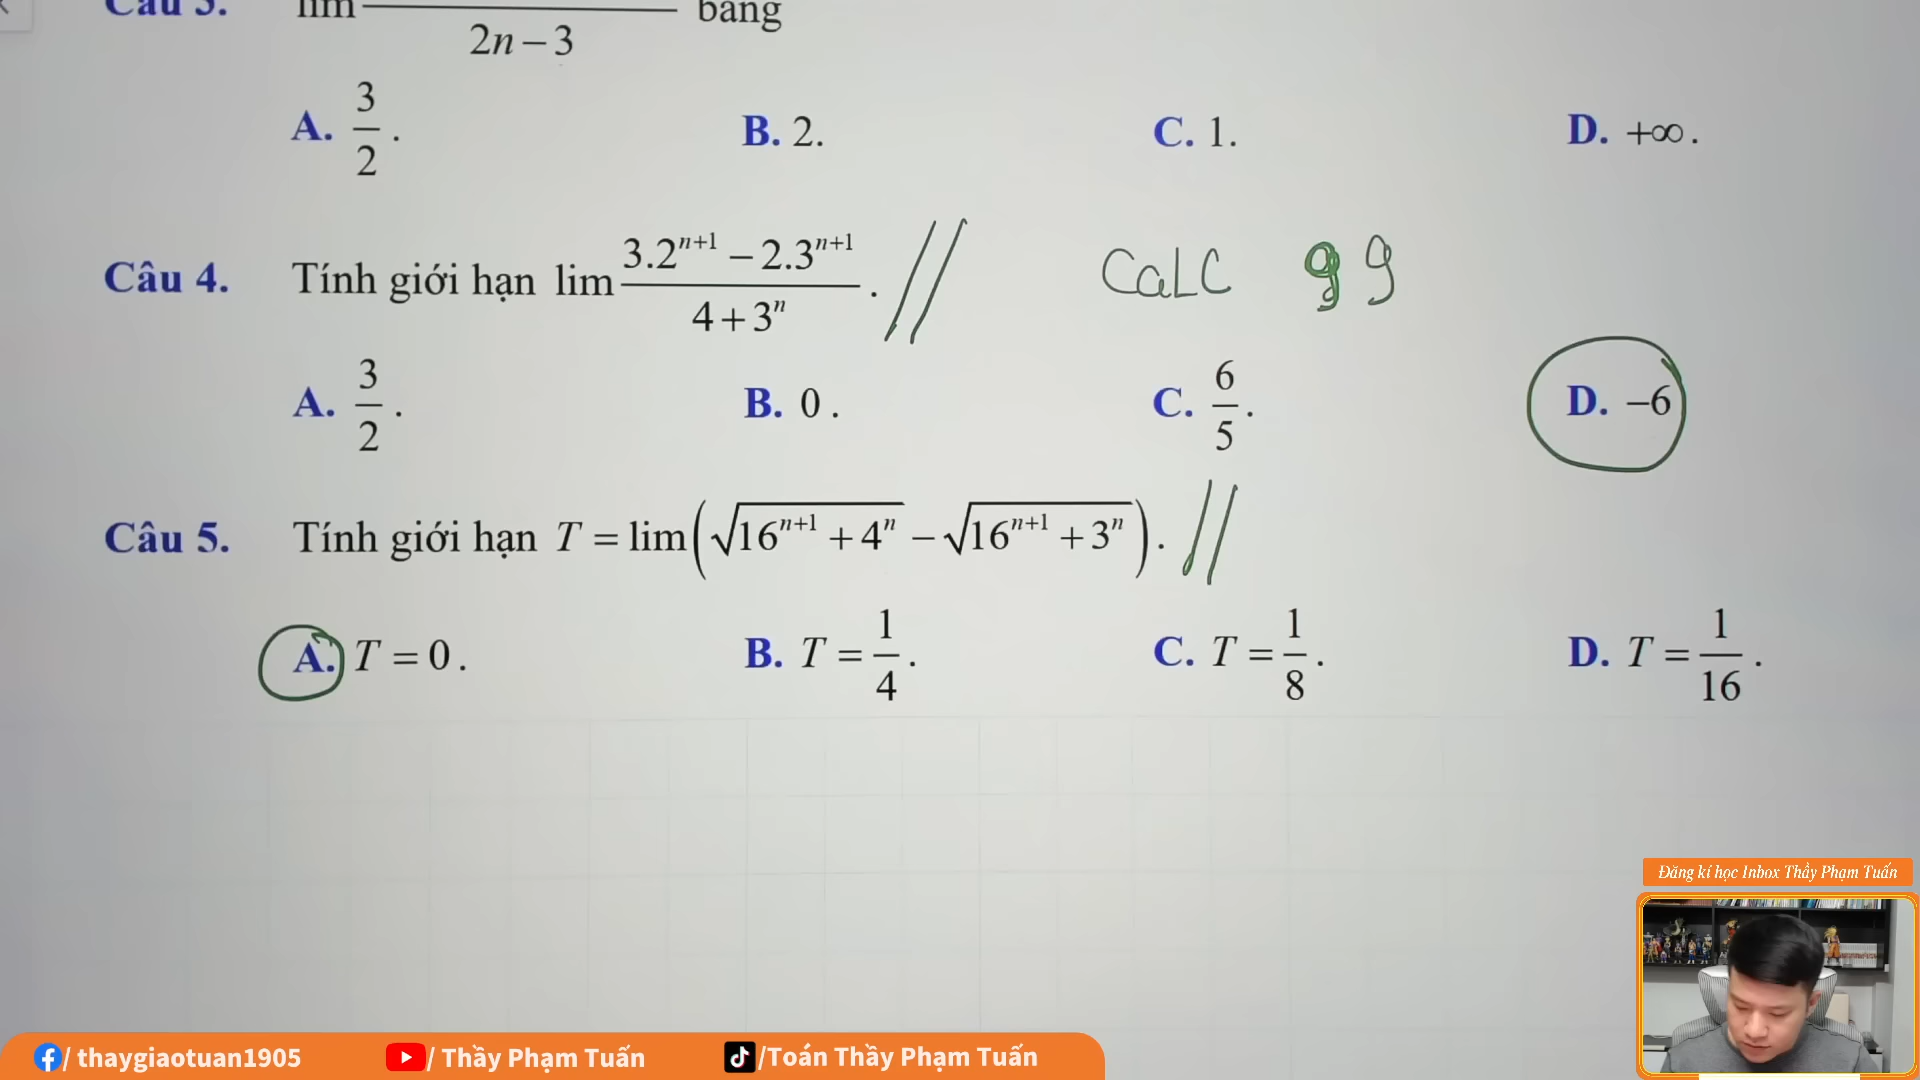 Câu 3. lim 2n – 3 bằng
A. 3/2 . B. 2. C. 1. D. +∞ .
Câu 4. Tính giới hạn lim (3.2^(n+1) – 2.3^(n+1))/(4 + 3^n) . CaLC 9 9
A. 3/2 . B. 0 . C. 6/5 . D. –6
Câu 5. Tính giới hạn T = lim(√(16^(n+1) + 4^n) – √(16^(n+1) + 3^n)) .
A. T = 0 . B. T = 1/4 . C. T = 1/8 . D. T = 1/16 .
Đăng kí học Inbox Thầy Phạm Tuấn
/ thaygiaotuan1905 / Thầy Phạm Tuấn /Toán Thầy Phạm Tuấn